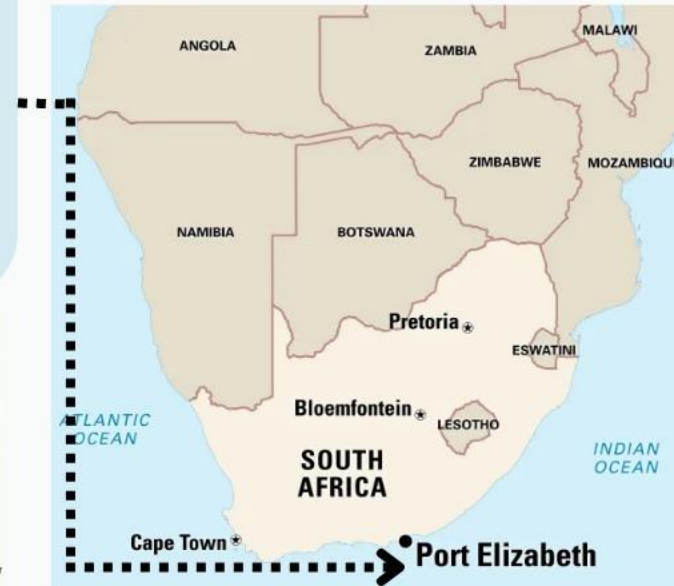 MALAWI
ANGOLA
ZAMBIA
ZIMBABWE
MOZAMBIQU
NAMIBIA
BOTSWANA
Pretoria
ESWATINI
Bloemfontein
LESOTHO
ATLANTIC
OCEAN
INDIAN
OCEAN
SOUTH
AFRICA
Cape Town
Port Elizabeth